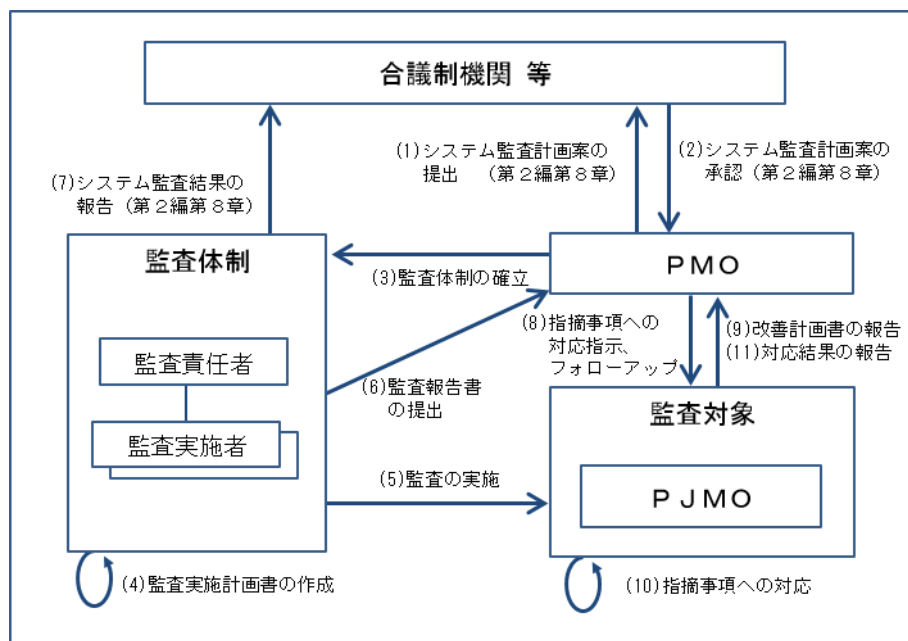 合議制機関 等
(1)システム監査計画案の
提出 (第２編第８章)
(2)システム監査計画案の
承認(第２編第８章)
(7)システム監査結果の
報告(第２編第８章)
監査体制
ＰＭＯ
(3)監査体制の確立
(8)指摘事項への
対応指示、
フォローアップ
(9)改善計画書の報告
(11)対応結果の報告
監査責任者
(6)監査報告書
の提出
監査対象
監査実施者
(5)監査の実施
ＰＪＭＯ
(4)監査実施計画書の作成
(10)指摘事項への対応